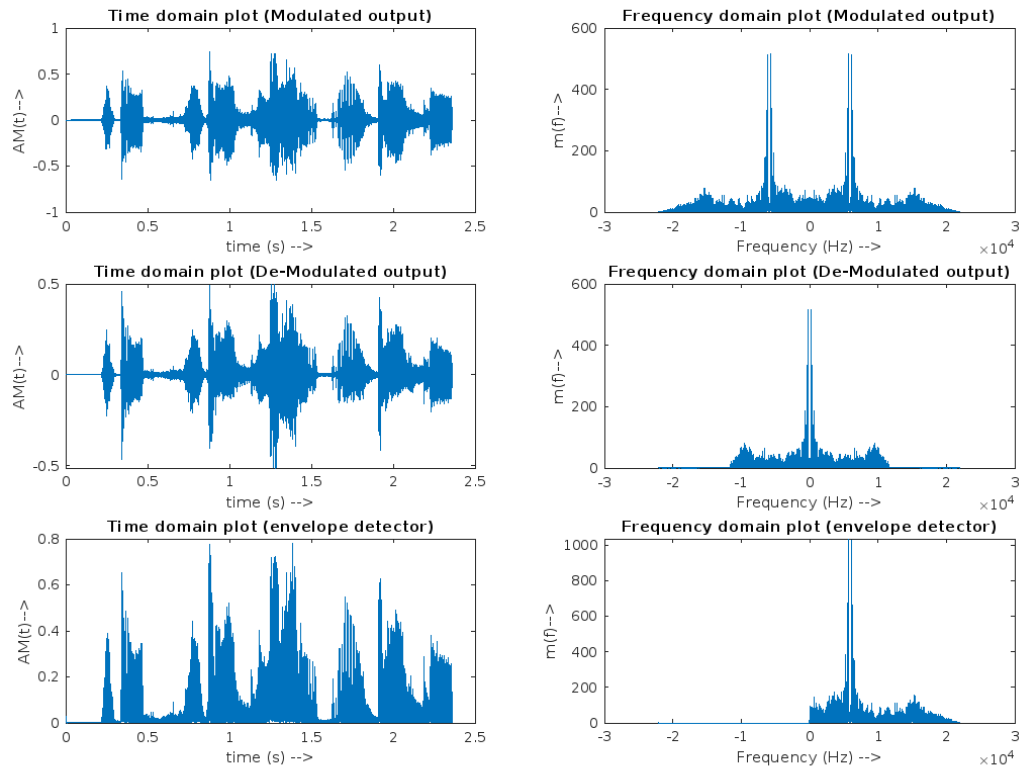 Time domain plot (Modulated output)
1
0.5
0
-0.5
-1
AM(t)-->
0 0.5 1 1.5 2 2.5
time (s) -->
Frequency domain plot (Modulated output)
600
400
200
0
m(f)-->
-3 -2 -1 0 1 2 3
Frequency (Hz) --> ×10^4
Time domain plot (De-Modulated output)
0.5
0
-0.5
AM(t)-->
0 0.5 1 1.5 2 2.5
time (s) -->
Frequency domain plot (De-Modulated output)
600
400
200
0
m(f)-->
-3 -2 -1 0 1 2 3
Frequency (Hz) --> ×10^4
Time domain plot (envelope detector)
0.8
0.6
0.4
0.2
0
AM(t)-->
0 0.5 1 1.5 2 2.5
time (s) -->
Frequency domain plot (envelope detector)
1000
800
600
400
200
0
m(f)-->
-3 -2 -1 0 1 2 3
Frequency (Hz) --> ×10^4